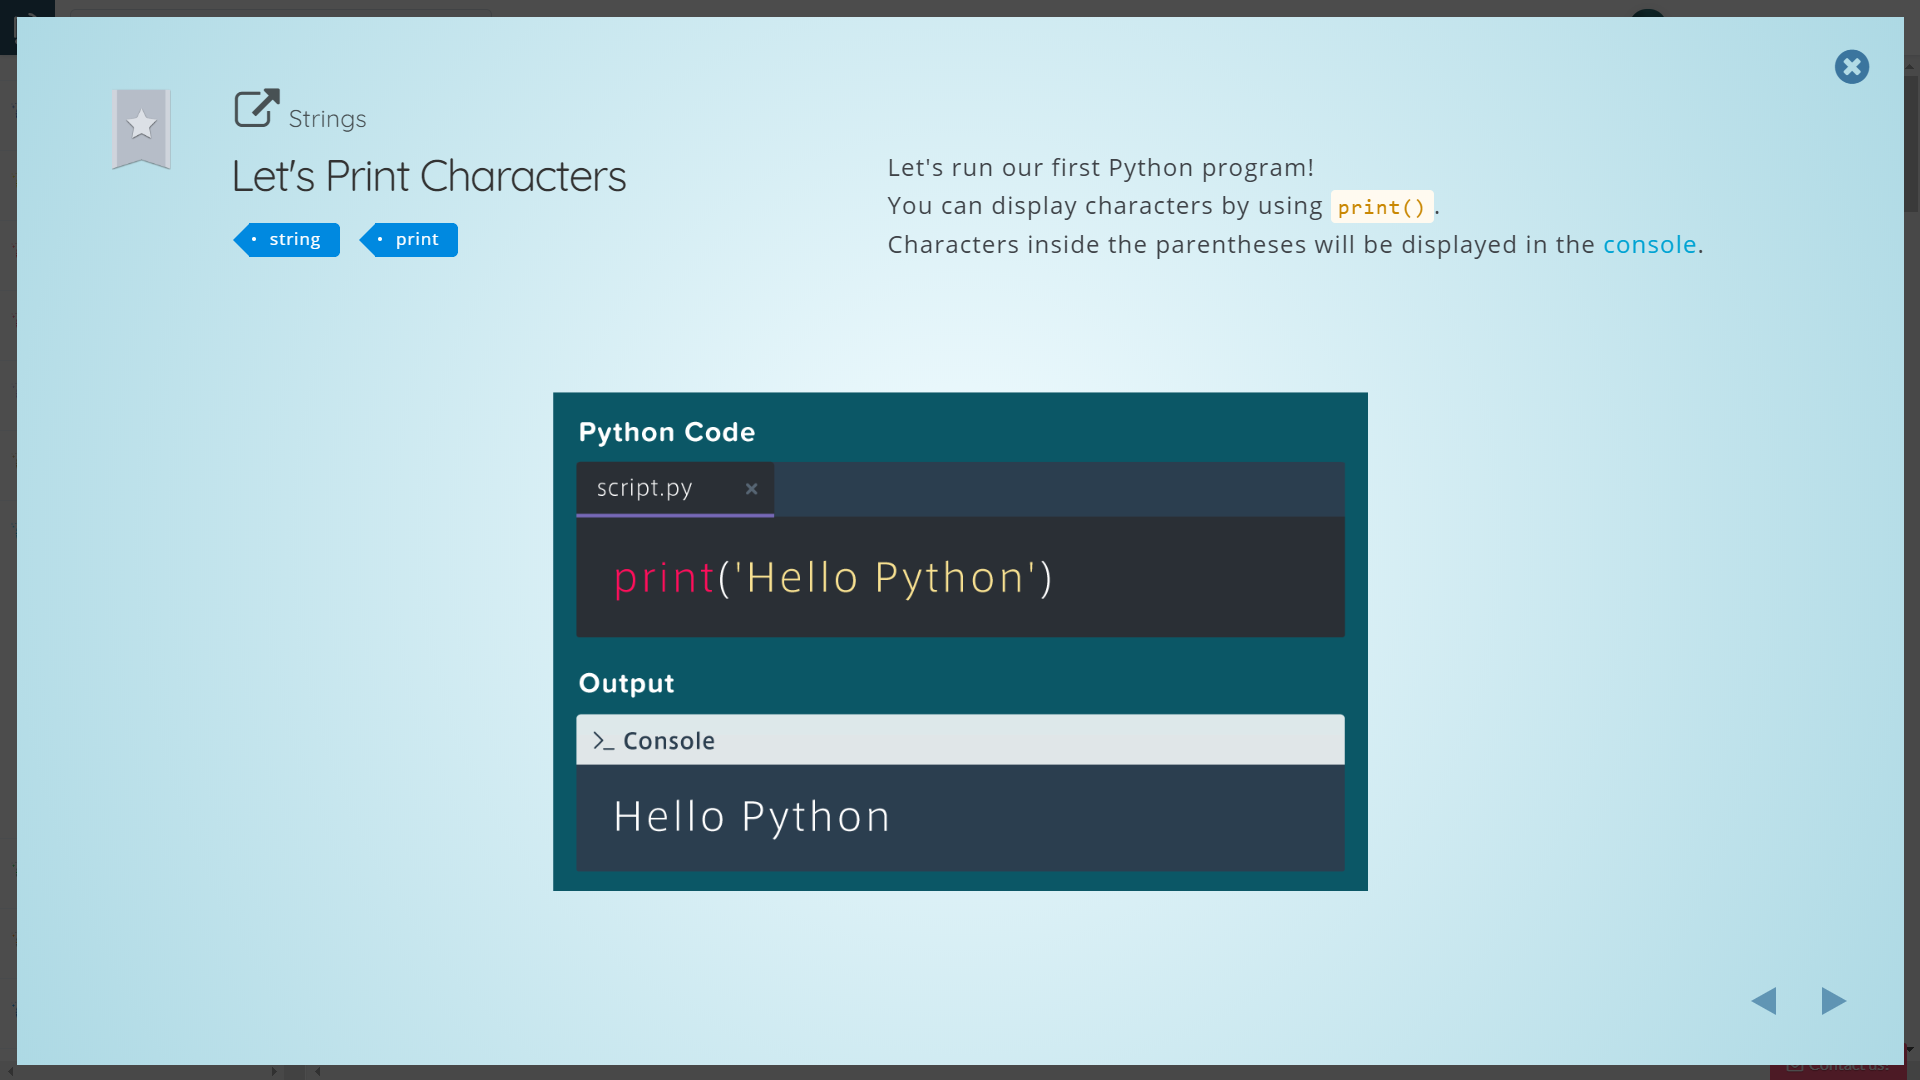 Strings
Let's Print Characters
string
print
Let's run our first Python program!
You can display characters by using print().
Characters inside the parentheses will be displayed in the console.
Python Code
script.py
print('Hello Python')
Output
>_ Console
Hello Python
Contact us!